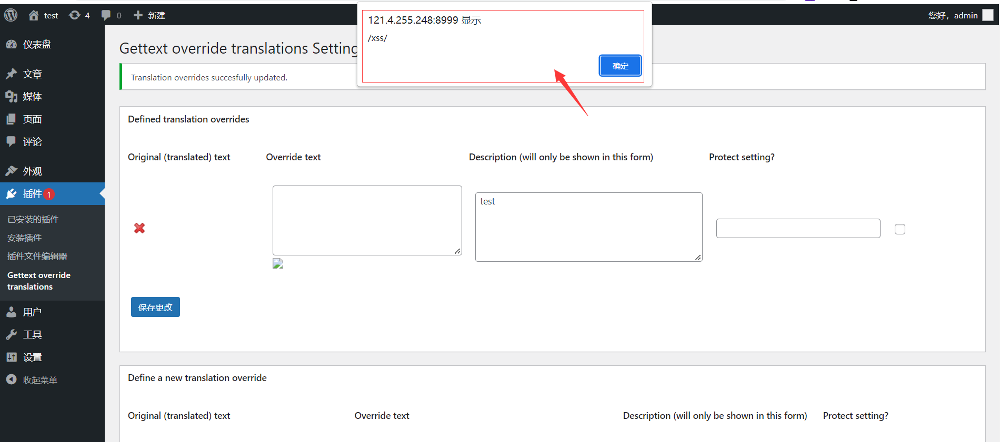 test
4
0
新建
您好，admin
121.4.255.248:8999 显示
/xss/
确定
仪表盘
文章
媒体
页面
评论
外观
插件 1
已安装的插件
安装插件
插件文件编辑器
Gettext override
translations
用户
工具
设置
收起菜单
Gettext override translations Setting
Translation overrides succesfully updated.
Defined translation overrides
Original (translated) text
Override text
Description (will only be shown in this form)
Protect setting?
test
保存更改
Define a new translation override
Original (translated) text
Override text
Description (will only be shown in this form)
Protect setting?